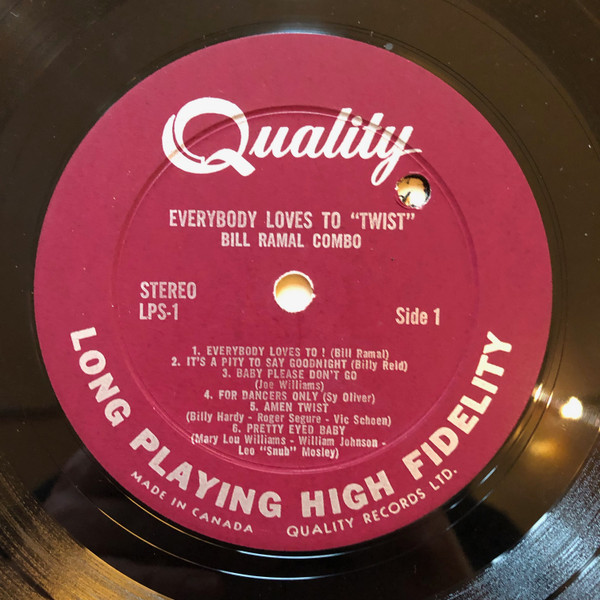 Quality
EVERYBODY LOVES TO "TWIST"
BILL RAMAL COMBO
STEREO
LPS-1
Side 1
1. EVERYBODY LOVES TO ! (Bill Ramal)
2. IT'S A PITY TO SAY GOODNIGHT (Billy Reid)
3. BABY PLEASE DON'T GO
(Joe Williams)
4. FOR DANCERS ONLY (Sy Oliver)
5. AMEN TWIST
(Billy Hardy - Roger Segure - Vic Schoen)
6. PRETTY EYED BABY
(Mary Lou Williams - William Johnson -
Leo "Snub" Mosley)
LONG PLAYING HIGH FIDELITY
MADE IN CANADA QUALITY RECORDS LTD.